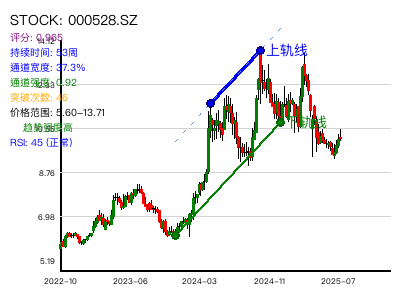 STOCK: 000528.SZ
评分: 0.965
14.12
持续时间: 53周
通道宽度: 37.3%
通道强度: 0.92
突破次数: 46
价格范围: 5.60–13.71
趋势强度高
RSI: 45 (正常)
上轨线
轨线
8.76
6.98
5.19
2022–10
2023–06
2024–03
2024–11
2025–07